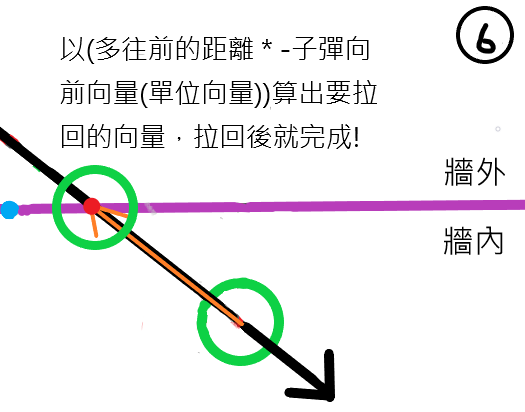 6
以(多往前的距離 * -子彈向
前向量(單位向量))算出要拉
回的向量，拉回後就完成!
牆外
牆內